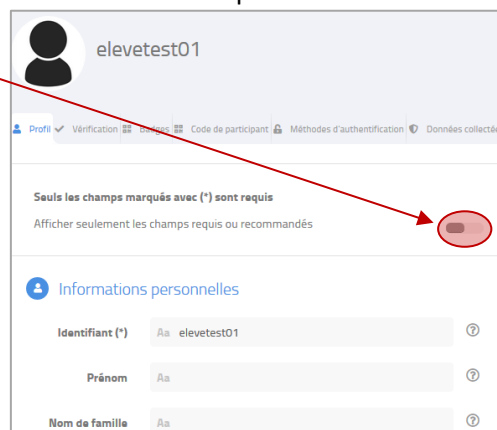 elevetest01
Profil Vérification Badges Code de participant Méthodes d'authentification Données collectée
Seuls les champs marqués avec (*) sont requis
Afficher seulement les champs requis ou recommandés
Informations personnelles
Identifiant (*) Aa elevetest01 ?
Prénom Aa ?
Nom de famille Aa ?